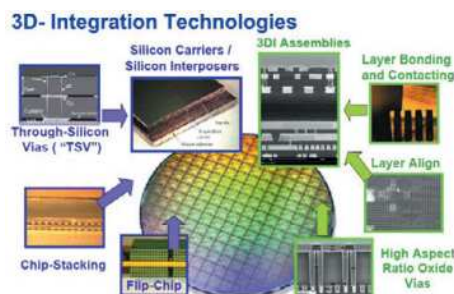 3D- Integration Technologies
Silicon Carriers /
Silicon Interposers
3DI Assemblies
Layer Bonding
and Contacting
Through-Silicon
Vias ( “TSV”)
Layer Align
Chip-Stacking
Flip-Chip
High Aspect
Ratio Oxide
Vias